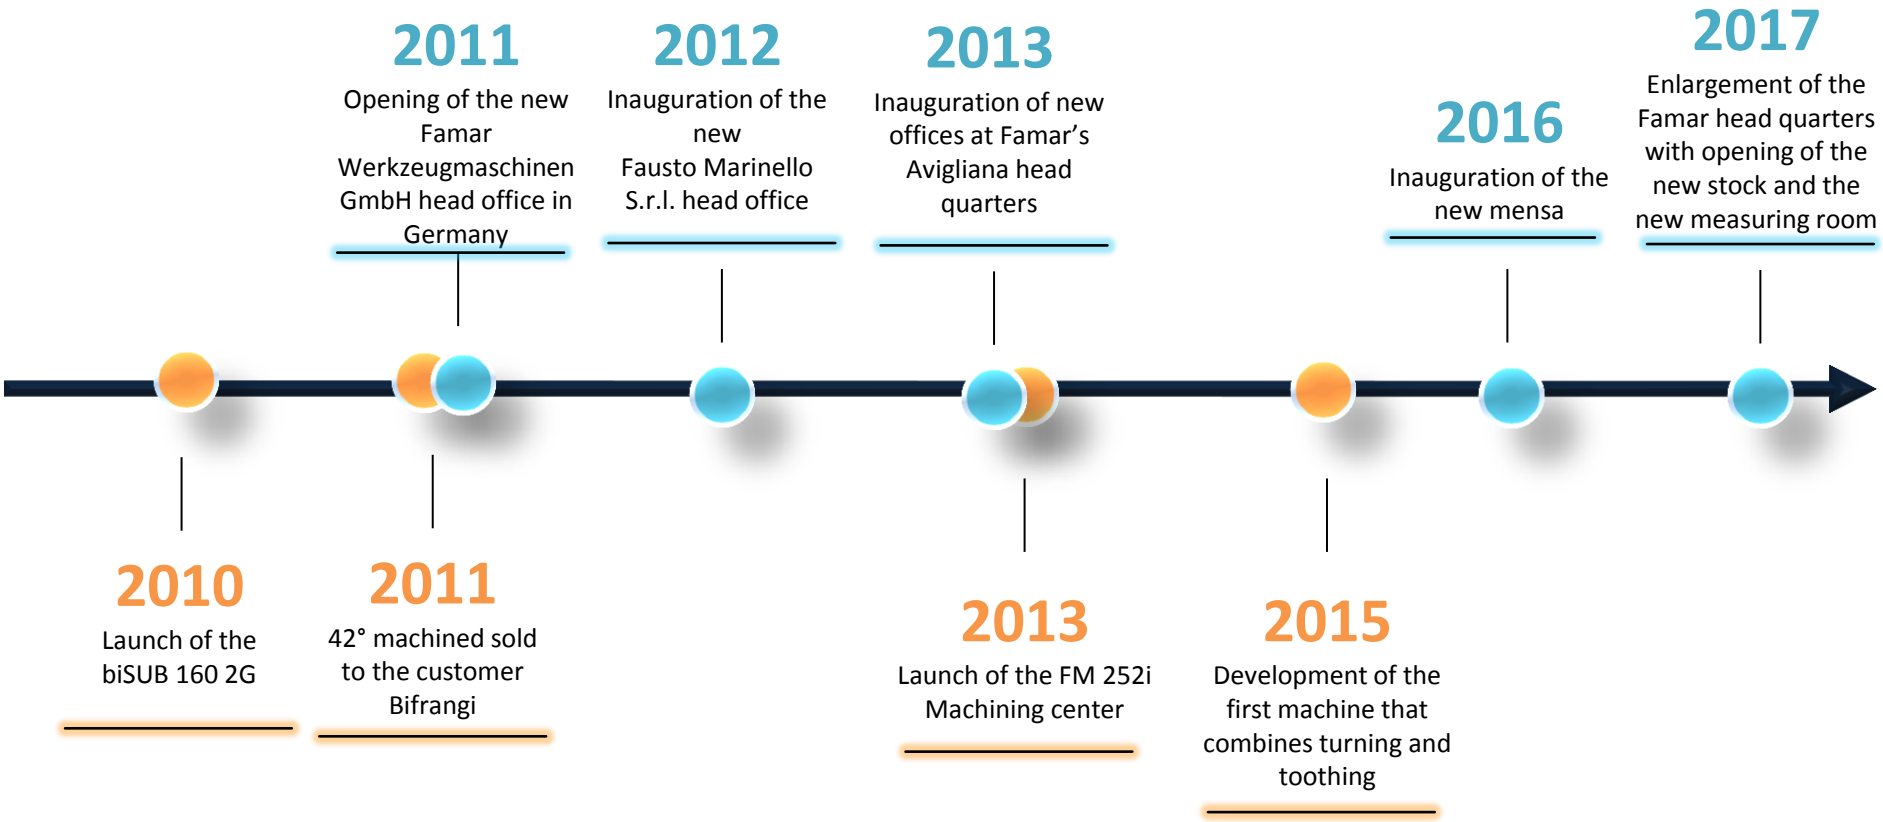 2011
Opening of the new
Famar
Werkzeugmaschinen
GmbH head office in
Germany
2012
Inauguration of the
new
Fausto Marinello
S.r.l. head office
2013
Inauguration of new
offices at Famar’s
Avigliana head
quarters
2016
Inauguration of the
new mensa
2017
Enlargement of the
Famar head quarters
with opening of the
new stock and the
new measuring room
2010
Launch of the
biSUB 160 2G
2011
42° machined sold
to the customer
Bifrangi
2013
Launch of the FM 252i
Machining center
2015
Development of the
first machine that
combines turning and
toothing